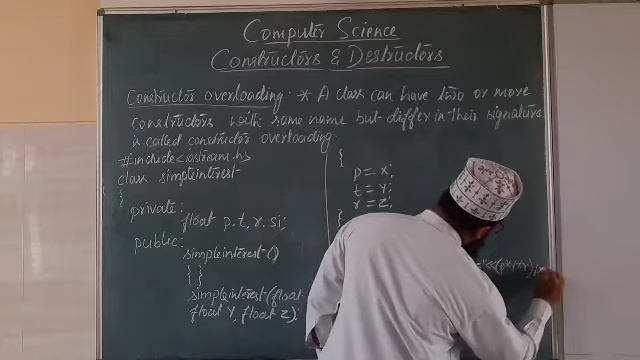 Computer Science
Constructors & Destructors
Constructor overloading: * A class can have two or more
constructors with same name but differ in their signature
is called constructor overloading.
#include<iostream.h>
class simpleinterest
{
private:
float p,t,r,si;
public:
simpleinterest()
{ }
simpleinterest(float
float Y, float Z)
{
p = x;
t = Y;
r = Z;
}